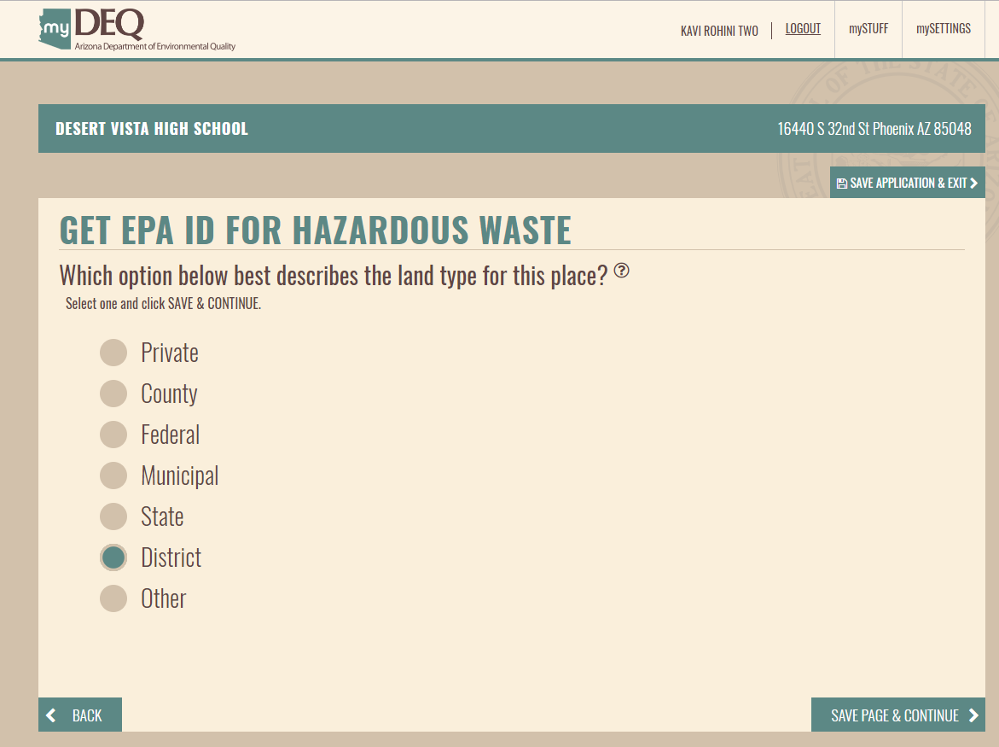 my DEQ
Arizona Department of Environmental Quality
KAVI ROHINI TWO
LOGOUT
mySTUFF
mySETTINGS
DESERT VISTA HIGH SCHOOL
16440 S 32nd St Phoenix AZ 85048
SAVE APPLICATION & EXIT
GET EPA ID FOR HAZARDOUS WASTE
Which option below best describes the land type for this place? ?
Select one and click SAVE & CONTINUE.
Private
County
Federal
Municipal
State
District
Other
BACK
SAVE PAGE & CONTINUE